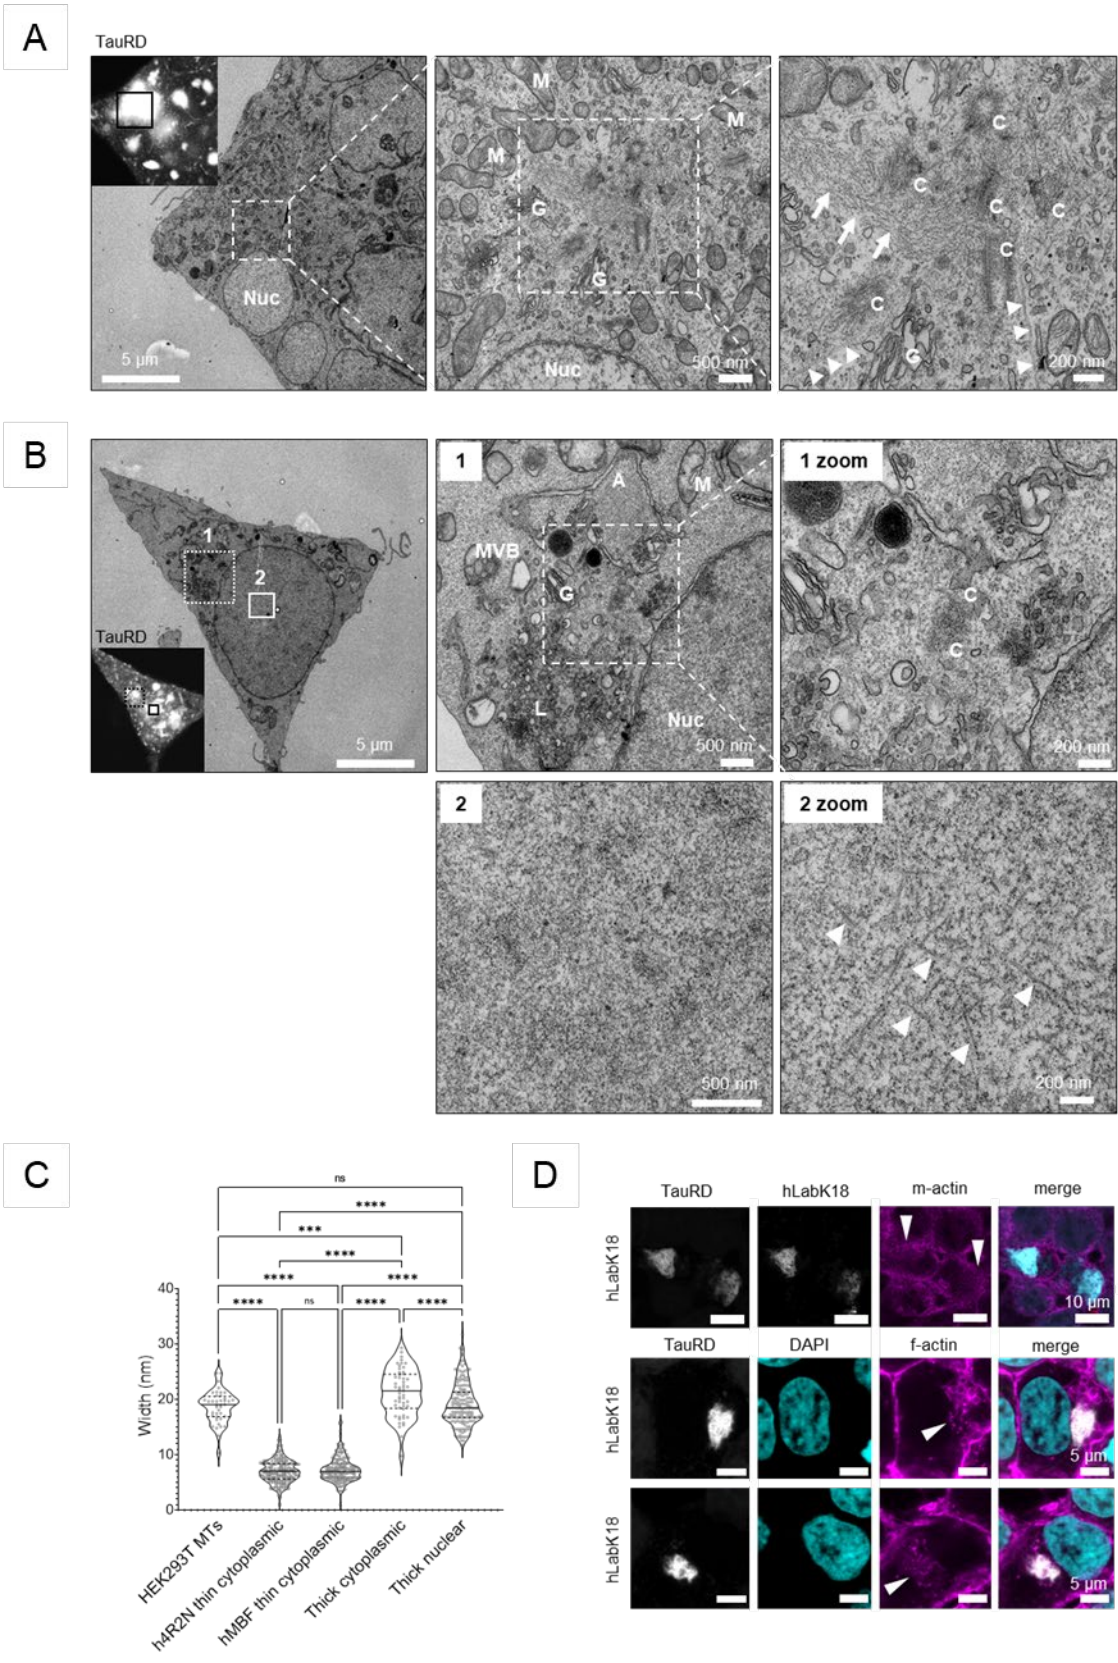 A
TauRD
Nuc
5 µm
M
M
M
G
G
Nuc
500 nm
C
C
C
C
C
C
G
200 nm
B
1
2
TauRD
5 µm
1
A
M
MVB
G
L
Nuc
500 nm
1 zoom
C
C
200 nm
2
500 nm
2 zoom
200 nm
C
ns
****
***
****
****
****
****
ns
****
****
Width (nm)
40
30
20
10
0
HEK293T MTs
h4R2N thin cytoplasmic
hMBF thin cytoplasmic
Thick cytoplasmic
Thick nuclear
D
TauRD hLabK18 m-actin merge
hLabK18
10 µm
TauRD DAPI f-actin merge
hLabK18
5 µm
hLabK18
5 µm